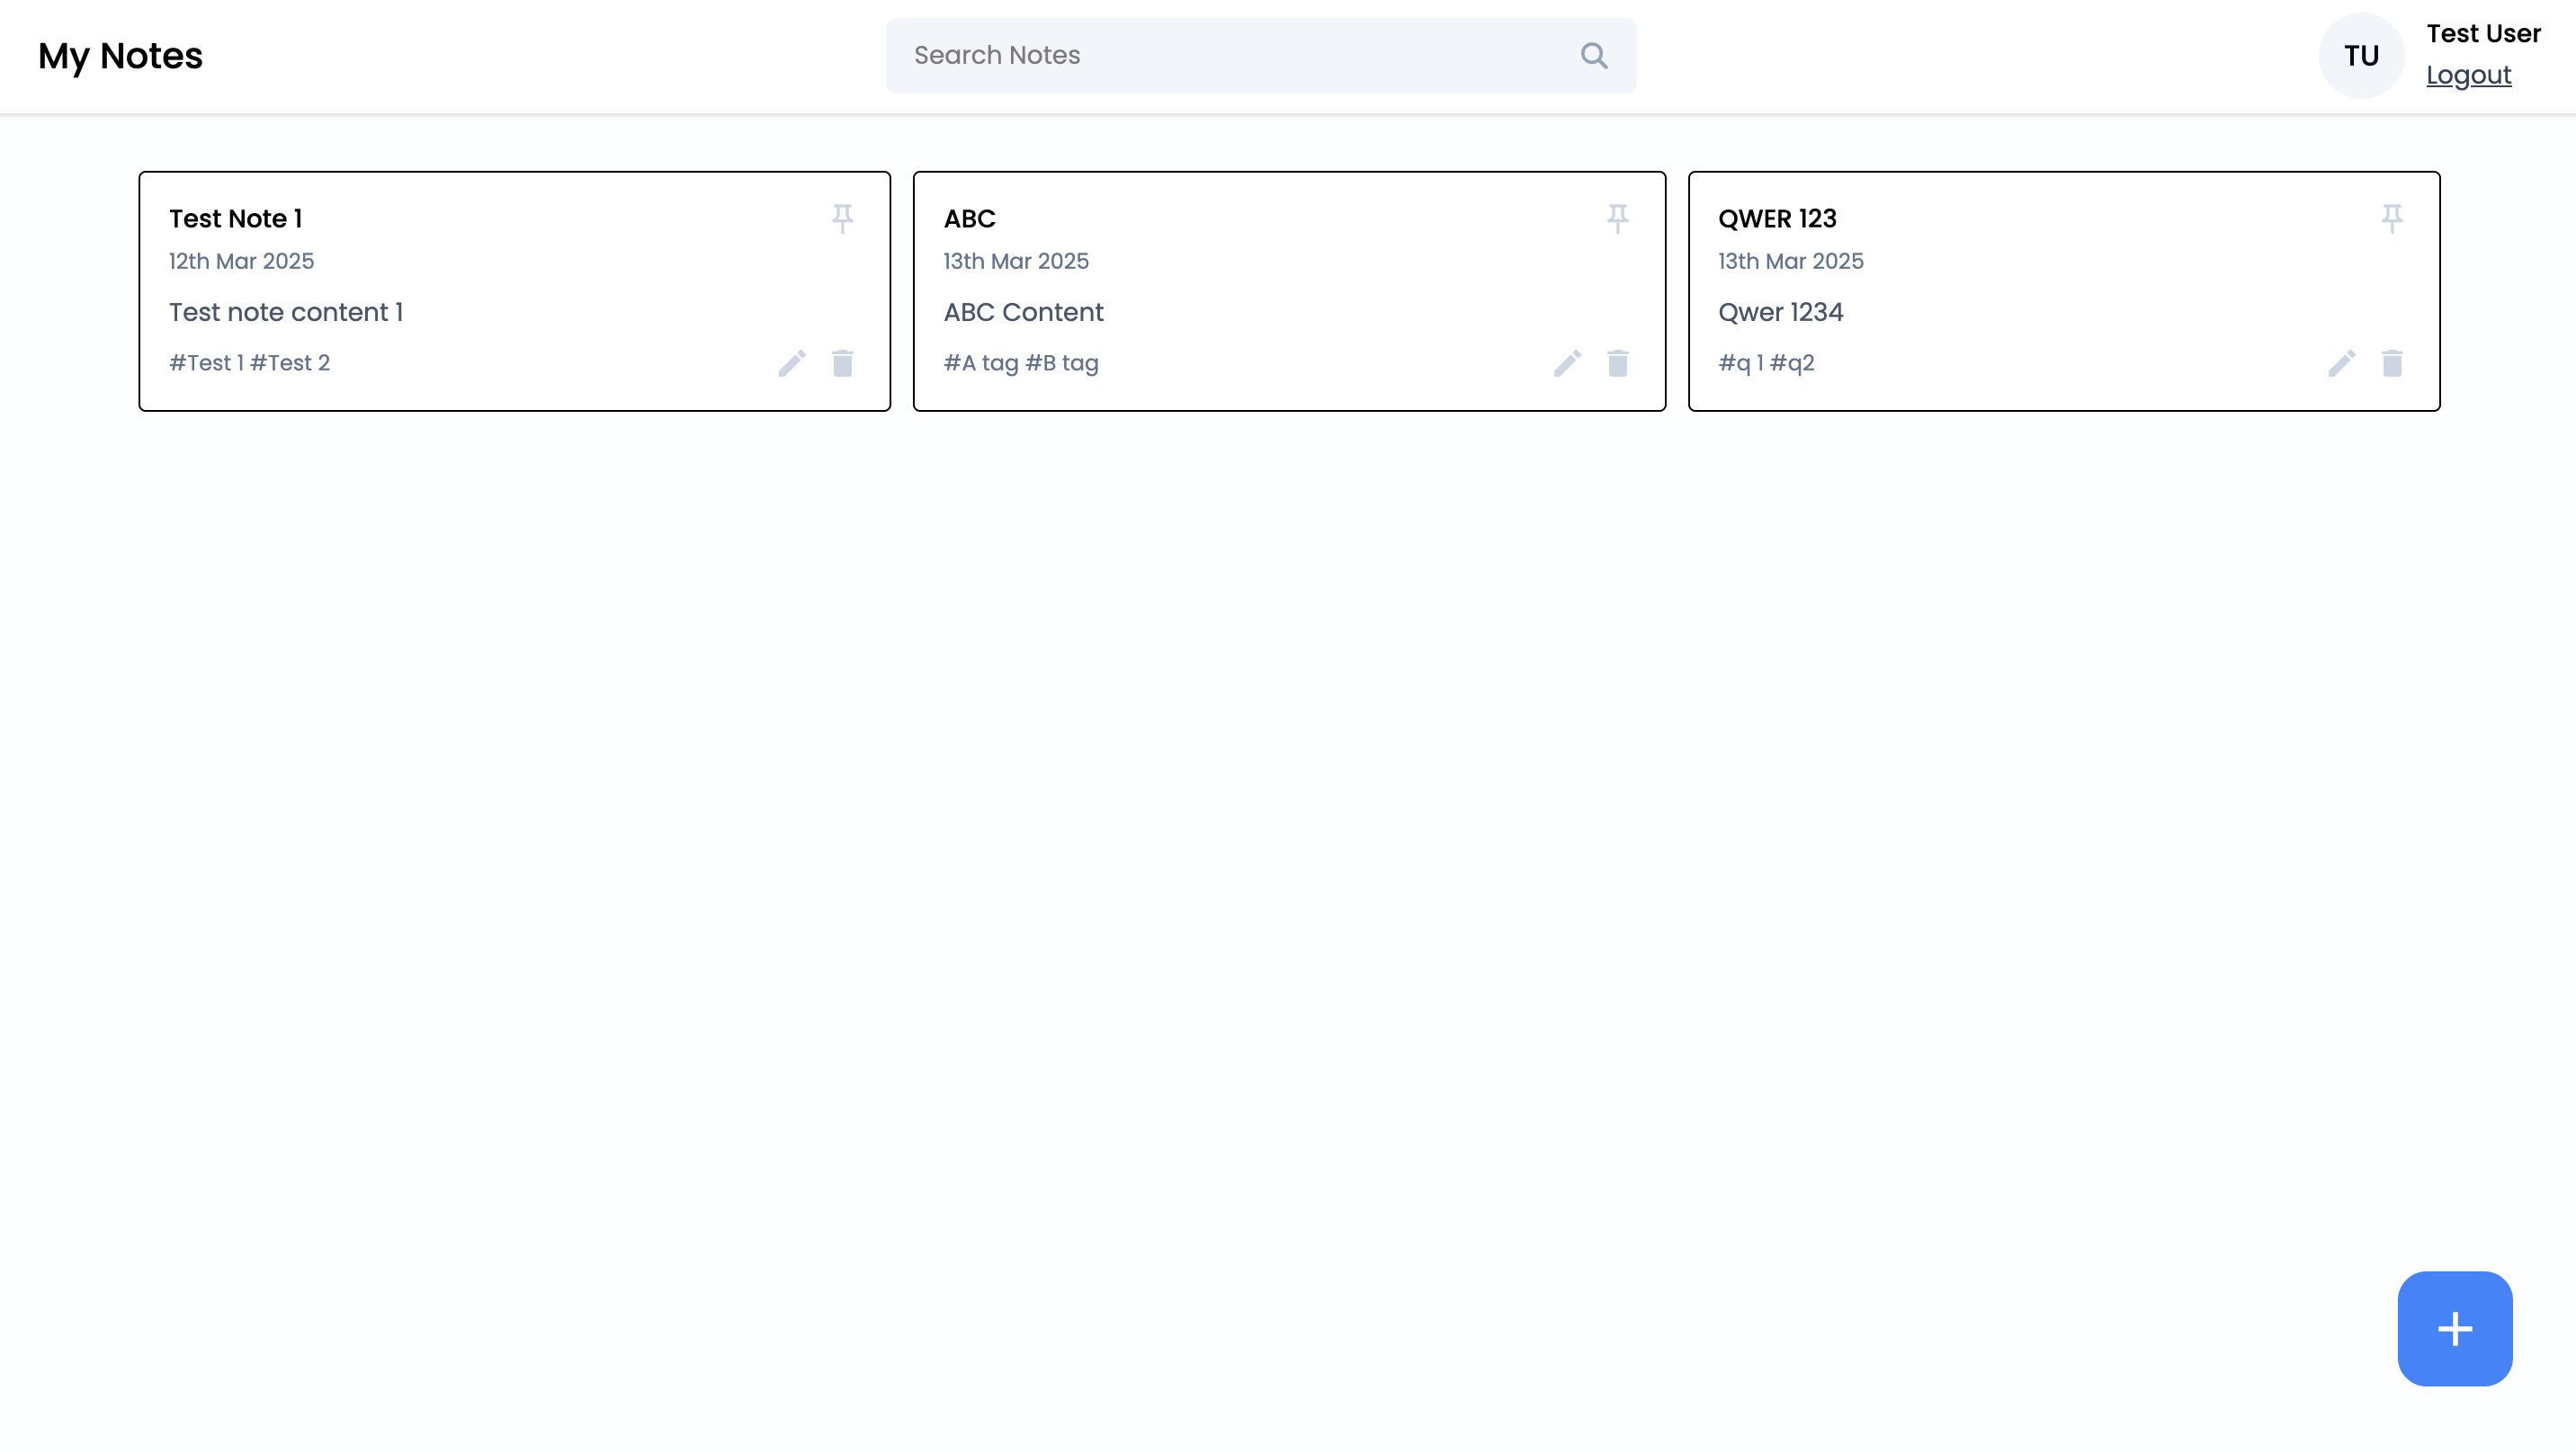 My Notes
Search Notes
TU
Test User
Logout
Test Note 1
12th Mar 2025
Test note content 1
#Test 1 #Test 2
ABC
13th Mar 2025
ABC Content
#A tag #B tag
QWER 123
13th Mar 2025
Qwer 1234
#q 1 #q2